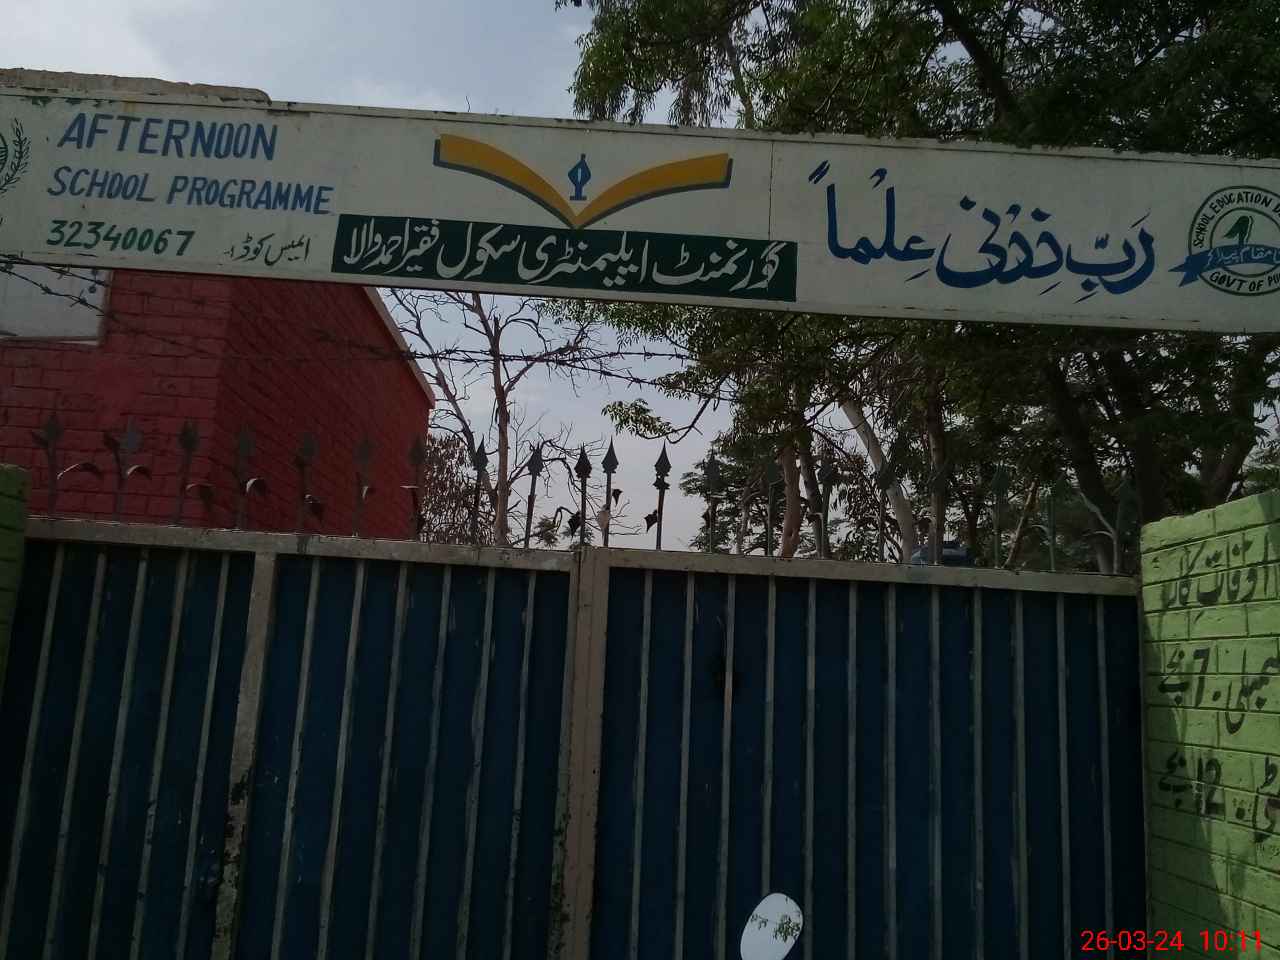 AFTERNOON
SCHOOL PROGRAMME
32340067 ایمیس کوڈ
گورنمنٹ ایلیمنٹری سکول فقیر احمد والا
رَبِّ زِدْنِی عِلْماً
SCHOOL EDUCATION
GOVT OF
اوقات کار
7 بجے
12 بجے
26-03-24 10:11